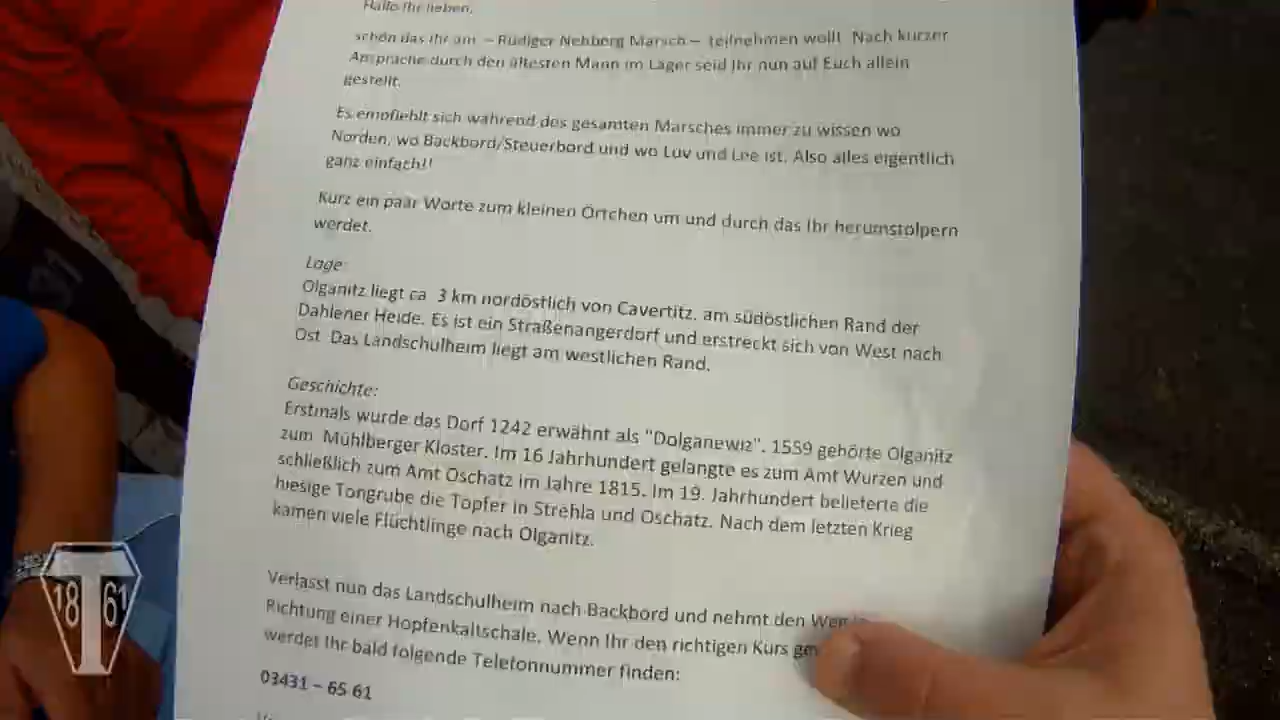 Hallo Ihr lieben,
schön das Ihr am – Rüdiger Nehberg Marsch – teilnehmen wollt Nach kurzer
Ansprache durch den ältesten Mann im Lager seid Ihr nun auf Euch allein
gestellt.
Es empfiehlt sich während des gesamten Marsches immer zu wissen wo
Norden, wo Backbord/Steuerbord und wo Luv und Lee ist. Also alles eigentlich
ganz einfach!!
Kurz ein paar Worte zum kleinen Örtchen um und durch das Ihr herumstolpern
werdet.
Lage:
Olganitz liegt ca 3 km nordöstlich von Cavertitz, am südöstlichen Rand der
Dahlener Heide. Es ist ein Straßenangerdorf und erstreckt sich von West nach
Ost Das Landschulheim liegt am westlichen Rand.
Geschichte:
Erstmals wurde das Dorf 1242 erwähnt als "Dolganewiz". 1559 gehörte Olganitz
zum Mühlberger Kloster. Im 16 Jahrhundert gelangte es zum Amt Wurzen und
schließlich zum Amt Oschatz im Jahre 1815. Im 19. Jahrhundert belieferte die
hiesige Tongrube die Töpfer in Strehla und Oschatz. Nach dem letzten Krieg
kamen viele Flüchtlinge nach Olganitz.
Verlasst nun das Landschulheim nach Backbord und nehmt den Weg
Richtung einer Hopfenkaltschale. Wenn Ihr den richtigen Kurs
werdet Ihr bald folgende Telefonnummer finden:
03431 – 65 61
T
18 61